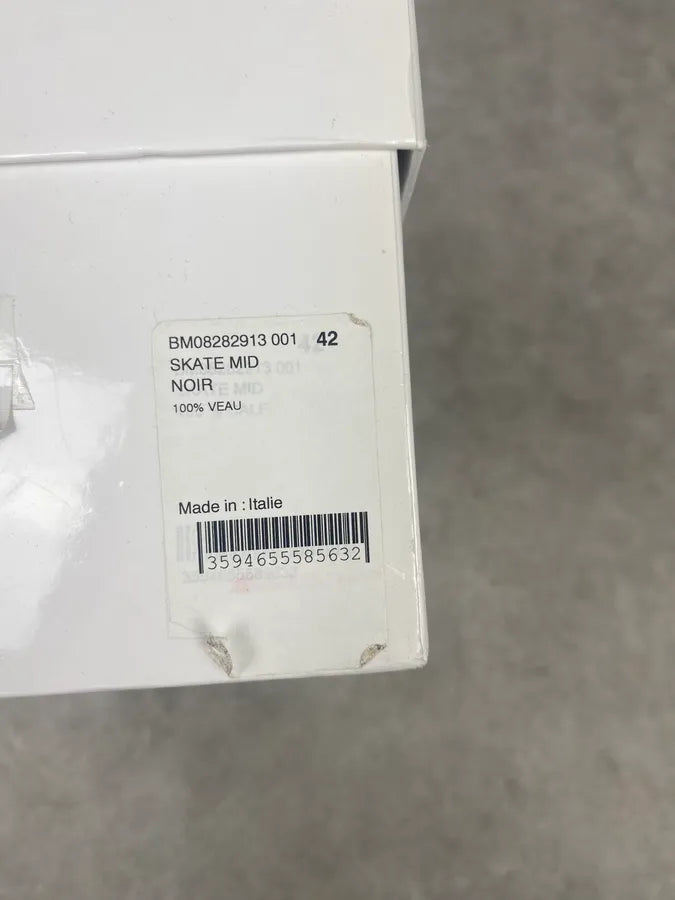 BM08282913 001 42
SKATE MID
NOIR
100% VEAU
Made in : Italie
3594655585632